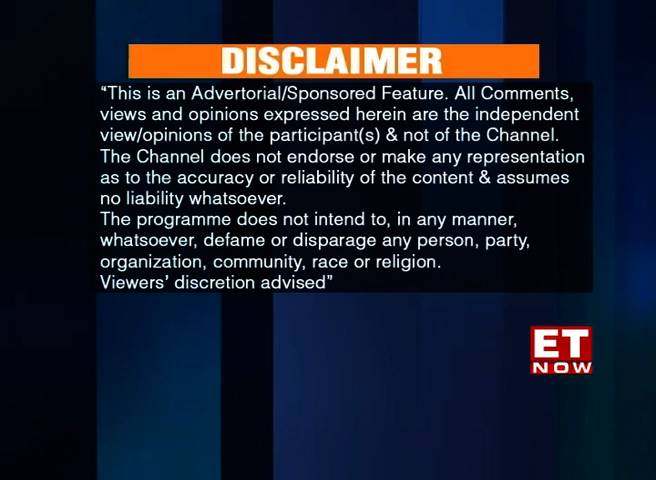 DISCLAIMER
“This is an Advertorial/Sponsored Feature. All Comments,
views and opinions expressed herein are the independent
view/opinions of the participant(s) & not of the Channel.
The Channel does not endorse or make any representation
as to the accuracy or reliability of the content & assumes
no liability whatsoever.
The programme does not intend to, in any manner,
whatsoever, defame or disparage any person, party,
organization, community, race or religion.
Viewers’ discretion advised”
ET
NOW